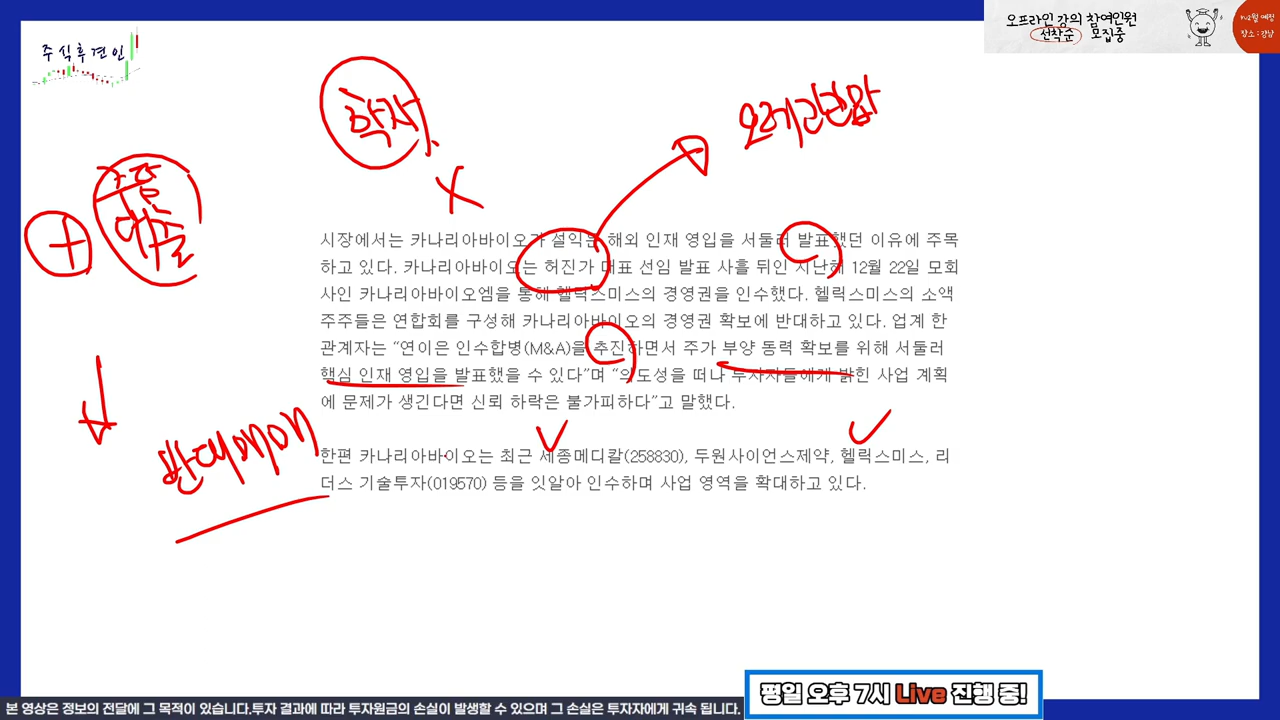 주식후견인
오프라인 강의 참여인원
선착순 모집중
장소 : 강남
학자
오레고보맙
+
X
시장에서는 카나리아바이오가 설익은 해외 인재 영입을 서둘러 발표했던 이유에 주목
하고 있다. 카나리아바이오는 허진가 대표 선임 발표 사흘 뒤인 지난해 12월 22일 모회
사인 카나리아바이오엠을 통해 헬릭스미스의 경영권을 인수했다. 헬릭스미스의 소액
주주들은 연합회를 구성해 카나리아바이오의 경영권 확보에 반대하고 있다. 업계 한
관계자는 “연이은 인수합병(M&A)을 추진하면서 주가 부양 동력 확보를 위해 서둘러
핵심 인재 영입을 발표했을 수 있다”며 “의도성을 떠나 투자자들에게 밝힌 사업 계획
에 문제가 생긴다면 신뢰 하락은 불가피하다”고 말했다.
반대매매
한편 카나리아바이오는 최근 세종메디칼(258830), 두원사이언스제약, 헬릭스미스, 리
더스 기술투자(019570) 등을 잇알아 인수하며 사업 영역을 확대하고 있다.
평일 오후 7시 Live 진행 중!
본 영상은 정보의 전달에 그 목적이 있습니다.투자 결과에 따라 투자원금의 손실이 발생할 수 있으며 그 손실은 투자자에게 귀속 됩니다.